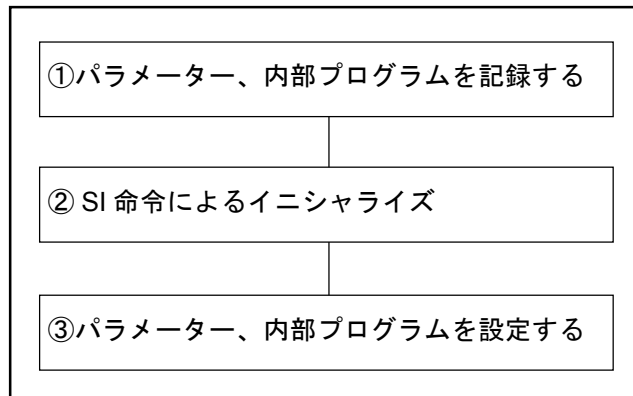 ①パラメーター、内部プログラムを記録する
② SI 命令によるイニシャライズ
③パラメーター、内部プログラムを設定する